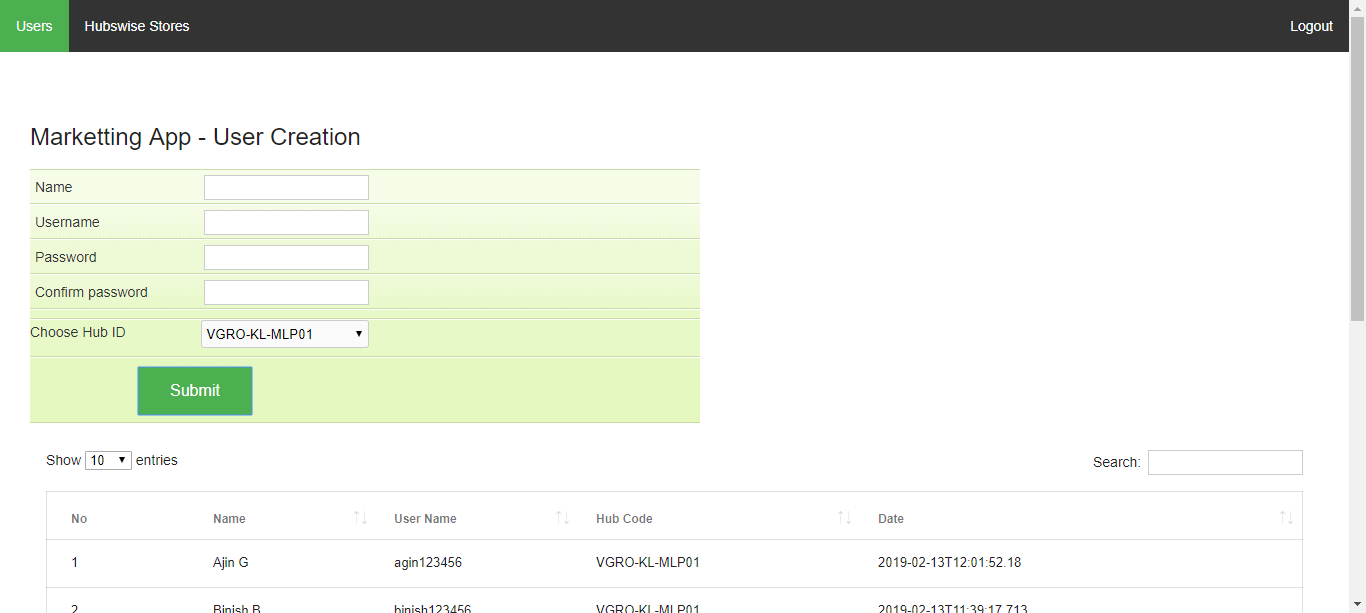 Users Hubswise Stores Logout
Marketting App - User Creation
Name
Username
Password
Confirm password
Choose Hub ID VGRO-KL-MLP01
Submit
Show 10 entries Search:
No Name User Name Hub Code Date
1 Ajin G agin123456 VGRO-KL-MLP01 2019-02-13T12:01:52.18
2 Binish B binish123456 VGRO-KL-MLP01 2019-02-13T11:39:17.713